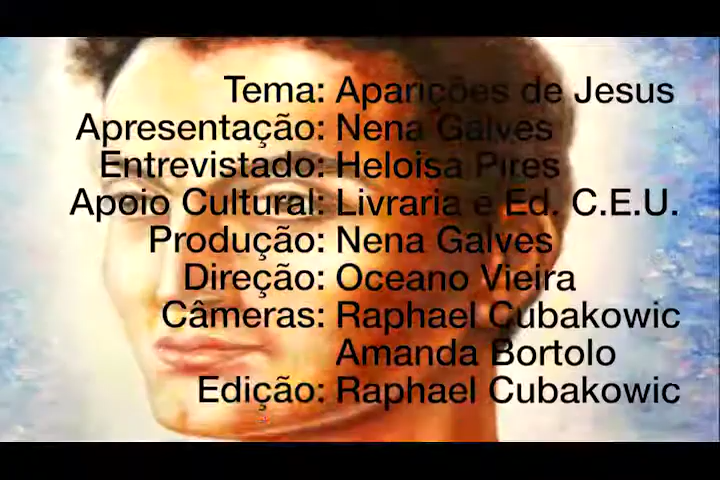 Tema: Aparições de Jesus
Apresentação: Nena Galves
Entrevistado: Heloisa Pires
Apoio Cultural: Livraria e Ed. C.E.U.
Produção: Nena Galves
Direção: Oceano Vieira
Câmeras: Raphael Cubakowic
Amanda Bortolo
Edição: Raphael Cubakowic